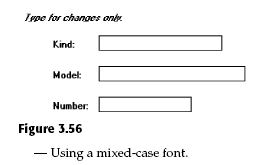 Type for changes only.
Kind:
Model:
Number:
Figure 3.56
— Using a mixed-case font.